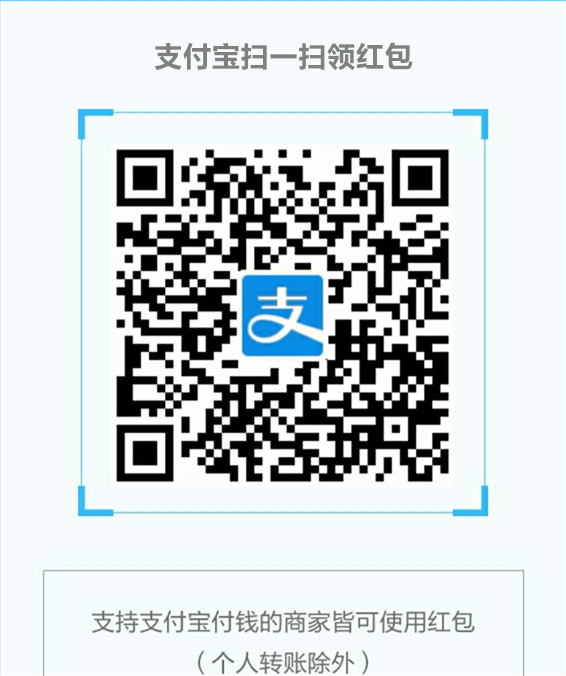 支付宝扫一扫领红包
支
支持支付宝付钱的商家皆可使用红包
（个人转账除外）